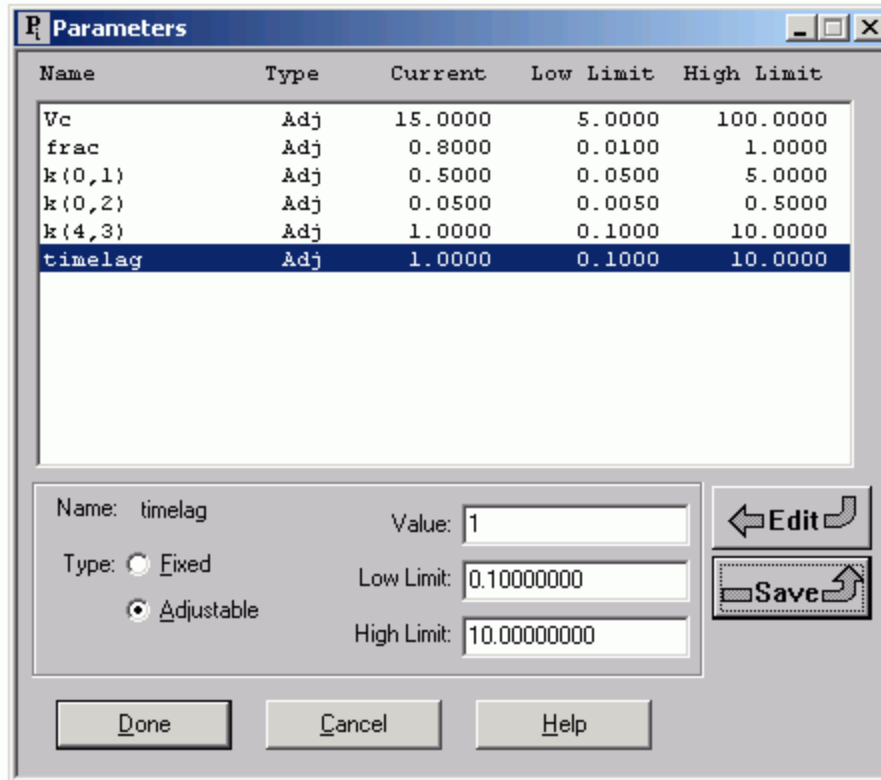 Parameters
Name Type Current Low Limit High Limit
Vc Adj 15.0000 5.0000 100.0000
frac Adj 0.8000 0.0100 1.0000
k(0,1) Adj 0.5000 0.0500 5.0000
k(0,2) Adj 0.0500 0.0050 0.5000
k(4,3) Adj 1.0000 0.1000 10.0000
timelag Adj 1.0000 0.1000 10.0000
Name: timelag
Value: 1
Edit
Type: Fixed
Low Limit: 0.10000000
Save
Adjustable
High Limit: 10.00000000
Done Cancel Help